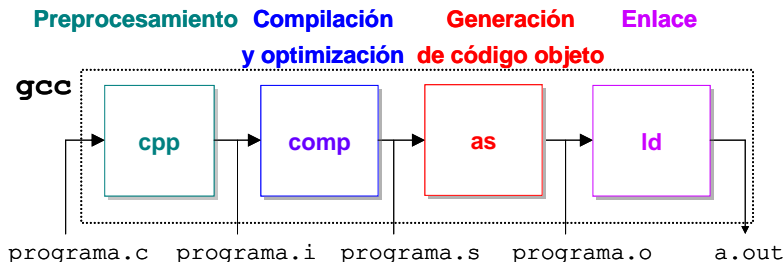 Preprocesamiento Compilación Generación Enlace
y optimización de código objeto
gcc
cpp comp as ld
programa.c programa.i programa.s programa.o a.out